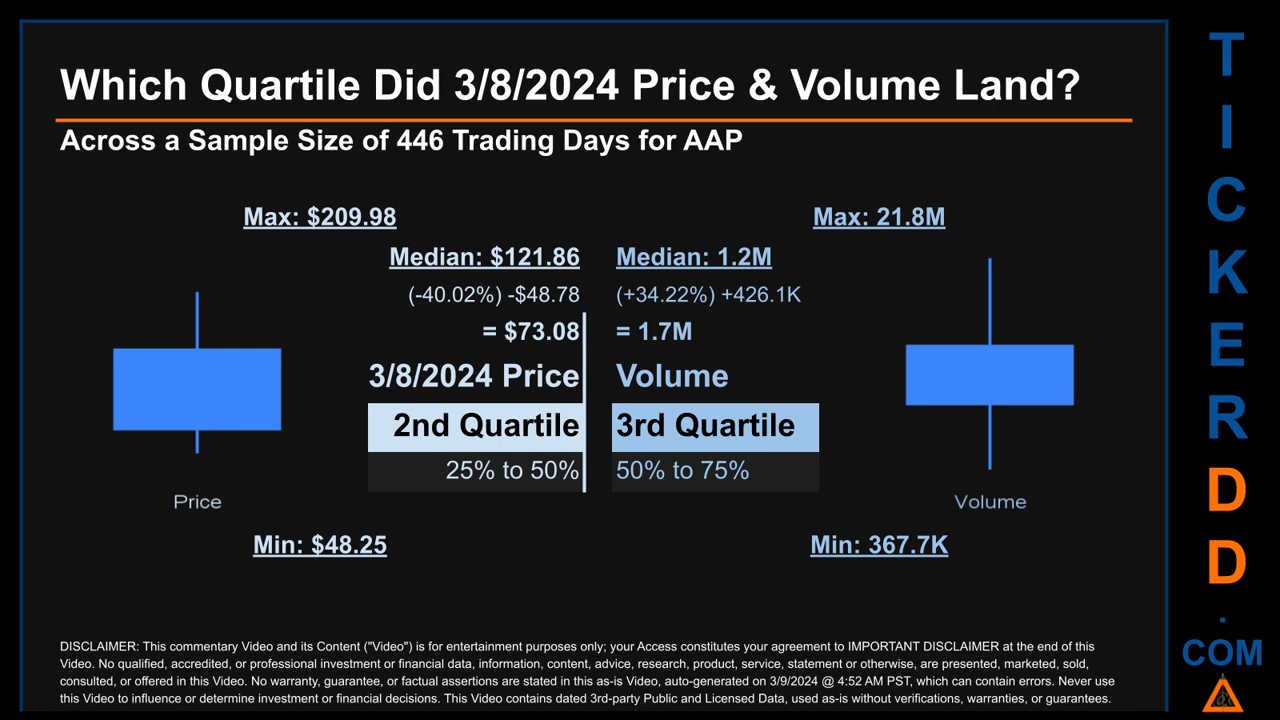 Which Quartile Did 3/8/2024 Price & Volume Land?
Across a Sample Size of 446 Trading Days for AAP
Max: $209.98
Max: 21.8M
Median: $121.86
Median: 1.2M
(-40.02%) -$48.78
(+34.22%) +426.1K
= $73.08
= 1.7M
3/8/2024 Price
Volume
2nd Quartile
3rd Quartile
25% to 50%
50% to 75%
Price
Volume
Min: $48.25
Min: 367.7K
DISCLAIMER: This commentary Video and its Content ("Video") is for entertainment purposes only; your Access constitutes your agreement to IMPORTANT DISCLAIMER at the end of this
Video. No qualified, accredited, or professional investment or financial data, information, content, advice, research, product, service, statement or otherwise, are presented, marketed, sold,
consulted, or offered in this Video. No warranty, guarantee, or factual assertions are stated in this as-is Video, auto-generated on 3/9/2024 @ 4:52 AM PST, which can contain errors. Never use
this Video to influence or determine investment or financial decisions. This Video contains dated 3rd-party Public and Licensed Data, used as-is without verifications, warranties, or guarantees.
T
I
C
K
E
R
D
D
.
COM